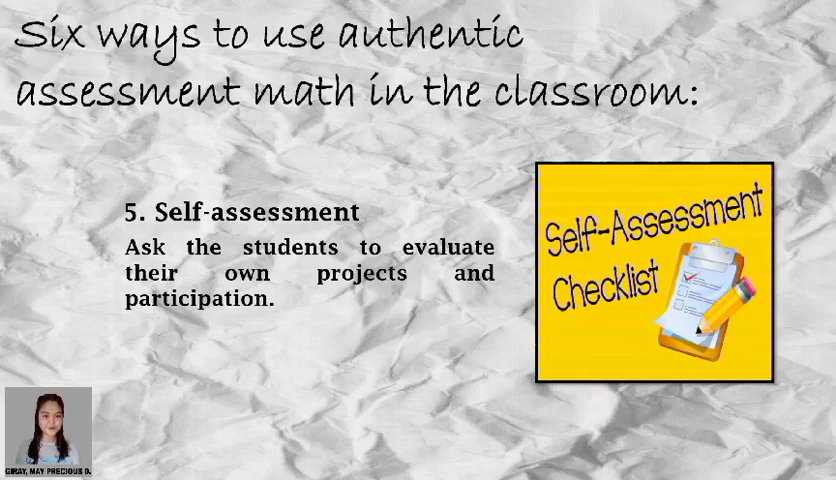 Six ways to use authentic
assessment math in the classroom:
5. Self-assessment
Ask the students to evaluate
their own projects and
participation.
Self-Assessment
Checklist
GIRAY, MAY PRECIOUS D.